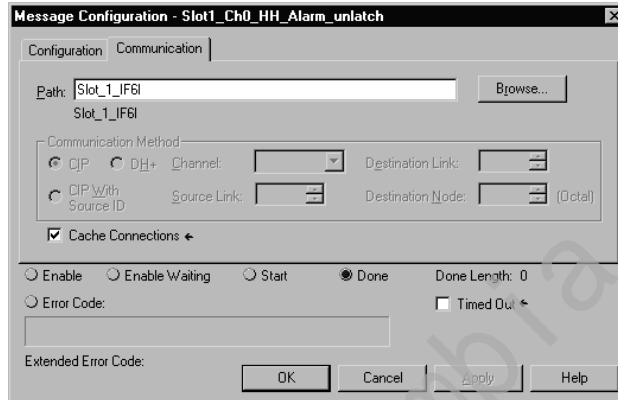 Message Configuration - Slot1_Ch0_HH_Alarm_unlatch
Configuration Communication
Path: Slot_1_IF6I Browse...
Slot_1_IF6I
Communication Method
CIP DH+ Channel: Destination Link:
CIP With Source ID Source Link: Destination Node: (Octal)
Cache Connections ←
Enable Enable Waiting Start Done Done Length: 0
Error Code: Timed Out ←
Extended Error Code:
OK Cancel Apply Help